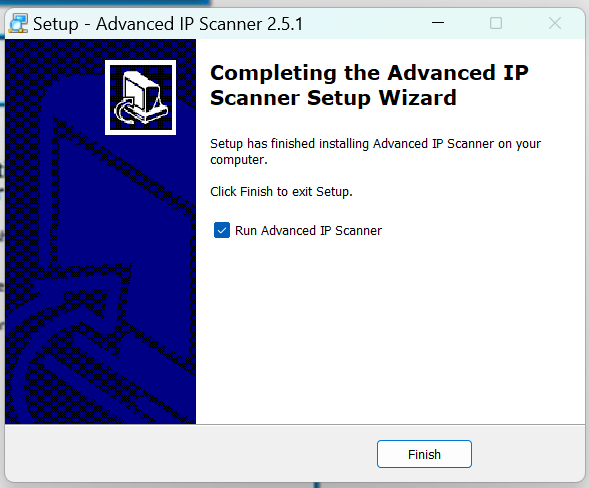 Setup - Advanced IP Scanner 2.5.1
Completing the Advanced IP
Scanner Setup Wizard
Setup has finished installing Advanced IP Scanner on your
computer.
Click Finish to exit Setup.
Run Advanced IP Scanner
Finish